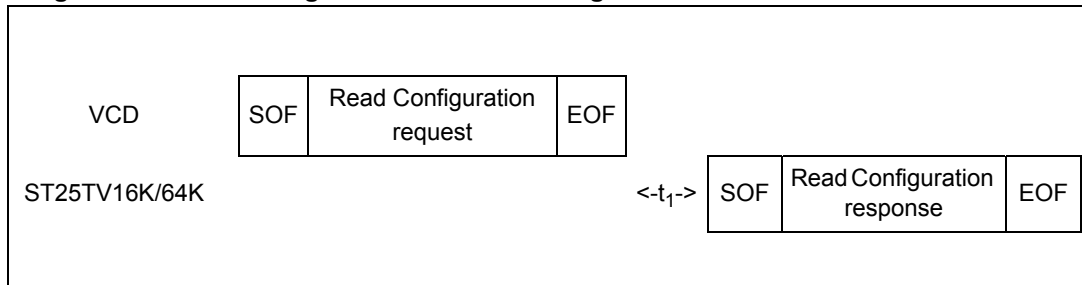 VCD SOF Read Configuration EOF
request
ST25TV16K/64K <-t1-> SOF Read Configuration EOF
response